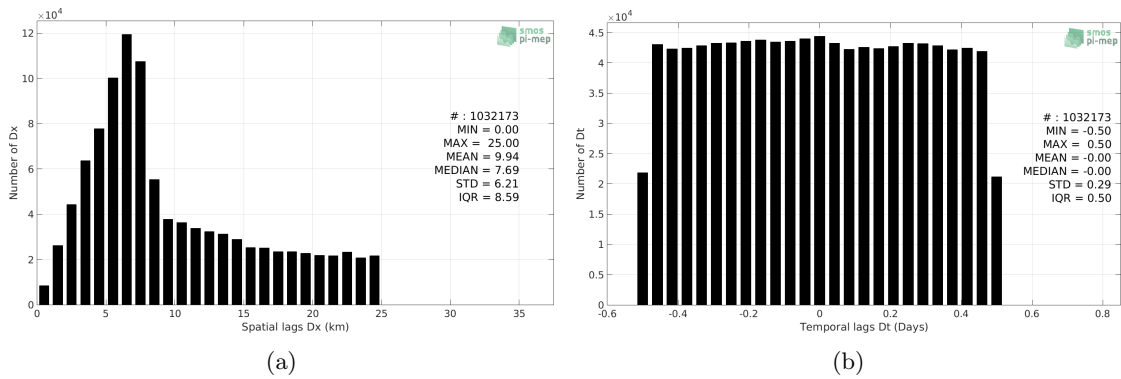 ×10⁴
12
10
8
6
4
2
0
0
5
10
15
20
25
30
35
Number of Dx
Spatial lags Dx (km)
smos
pi-mep
# : 1032173
MIN = 0.00
MAX = 25.00
MEAN = 9.94
MEDIAN = 7.69
STD = 6.21
IQR = 8.59
(a)
×10⁴
4.5
4
3.5
3
2.5
2
1.5
1
0.5
0
-0.6
-0.4
-0.2
0
0.2
0.4
0.6
0.8
Number of Dt
Temporal lags Dt (Days)
smos
pi-mep
# : 1032173
MIN = -0.50
MAX = 0.50
MEAN = -0.00
MEDIAN = -0.00
STD = 0.29
IQR = 0.50
(b)